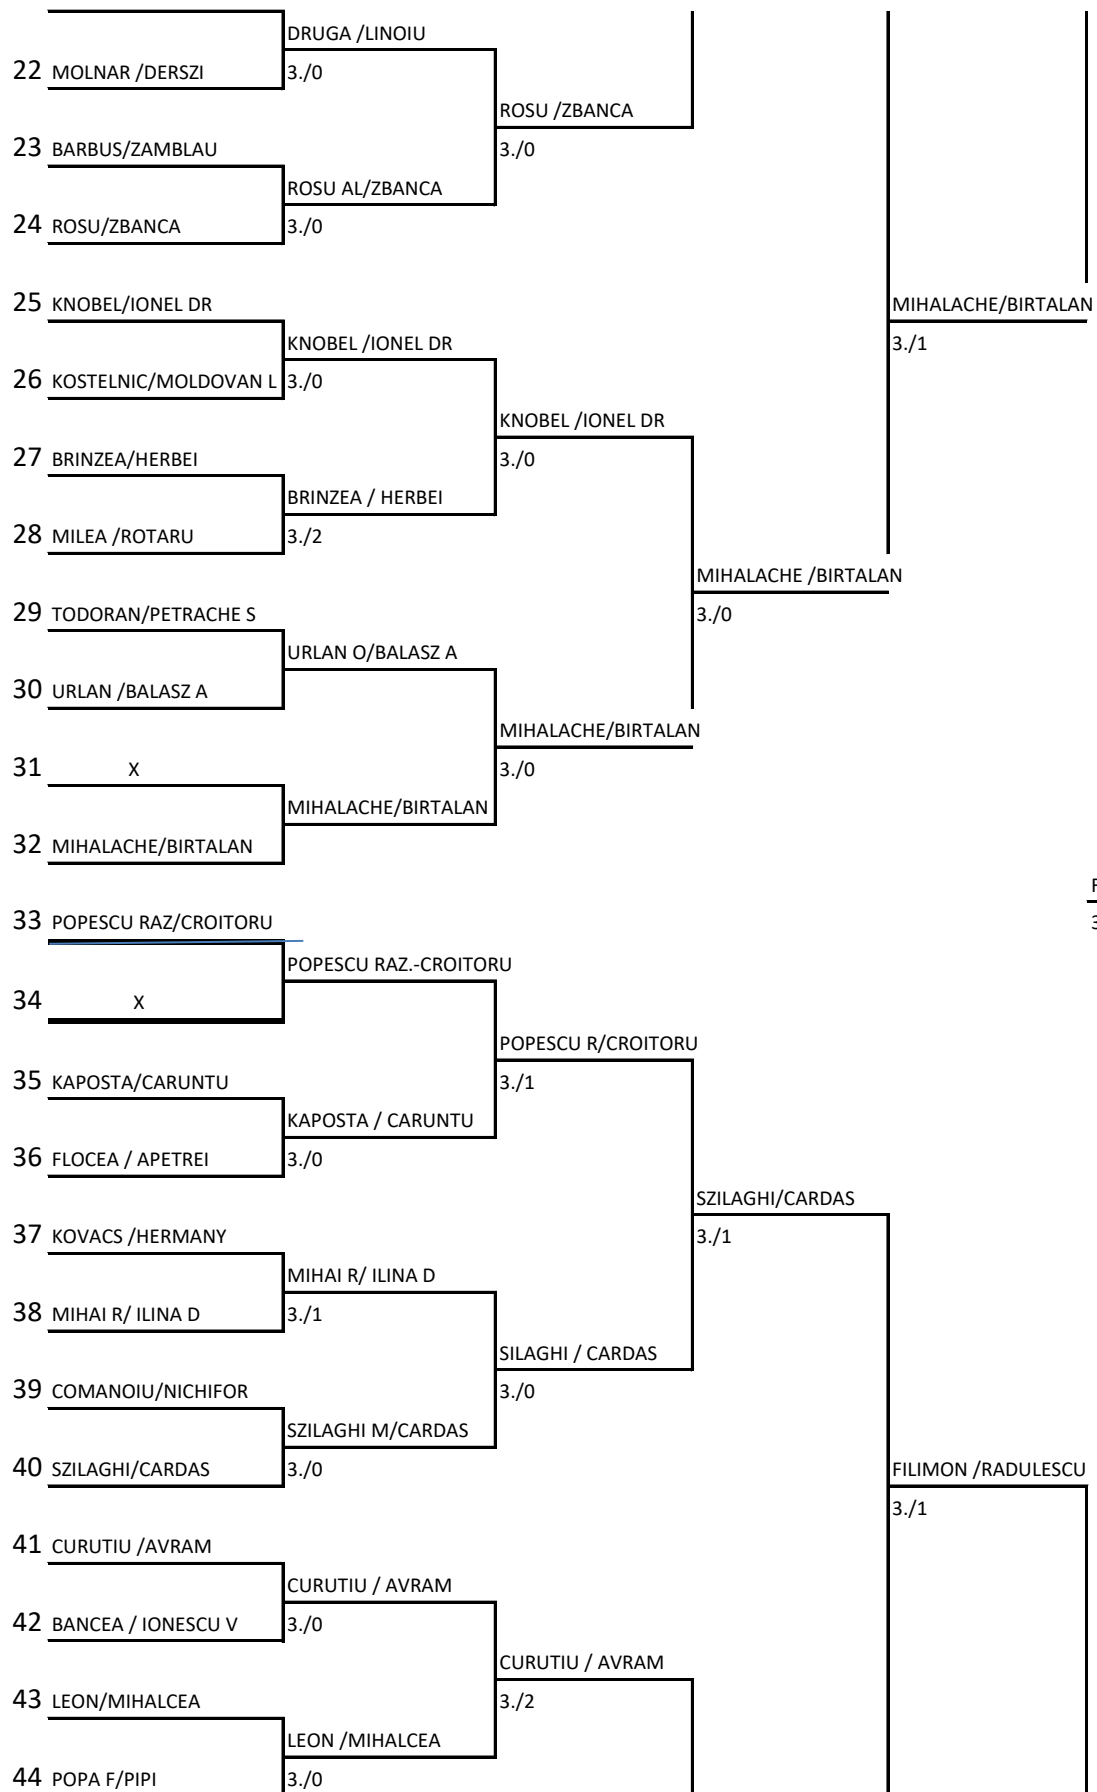 DRUGA /LINOIU
22 MOLNAR /DERSZI 3./0
ROSU /ZBANCA
23 BARBUS/ZAMBLAU 3./0
ROSU AL/ZBANCA
24 ROSU/ZBANCA 3./0
25 KNOBEL/IONEL DR MIHALACHE/BIRTALAN
KNOBEL /IONEL DR 3./1
26 KOSTELNIC/MOLDOVAN L 3./0
KNOBEL /IONEL DR
27 BRINZEA/HERBEI 3./0
BRINZEA / HERBEI
28 MILEA /ROTARU 3./2
MIHALACHE /BIRTALAN
29 TODORAN/PETRACHE S 3./0
URLAN O/BALASZ A
30 URLAN /BALASZ A
MIHALACHE/BIRTALAN
31 X 3./0
MIHALACHE/BIRTALAN
32 MIHALACHE/BIRTALAN
33 POPESCU RAZ/CROITORU
POPESCU RAZ.-CROITORU
34 X
POPESCU R/CROITORU
35 KAPOSTA/CARUNTU 3./1
KAPOSTA / CARUNTU
36 FLOCEA / APETREI 3./0
SZILAGHI/CARDAS
37 KOVACS /HERMANY 3./1
MIHAI R/ ILINA D
38 MIHAI R/ ILINA D 3./1
SILAGHI / CARDAS
39 COMANOIU/NICHIFOR 3./0
SZILAGHI M/CARDAS
40 SZILAGHI/CARDAS 3./0 FILIMON /RADULESCU
3./1
41 CURUTIU /AVRAM
CURUTIU / AVRAM
42 BANCEA / IONESCU V 3./0
CURUTIU / AVRAM
43 LEON/MIHALCEA 3./2
LEON /MIHALCEA
44 POPA F/PIPI 3./0